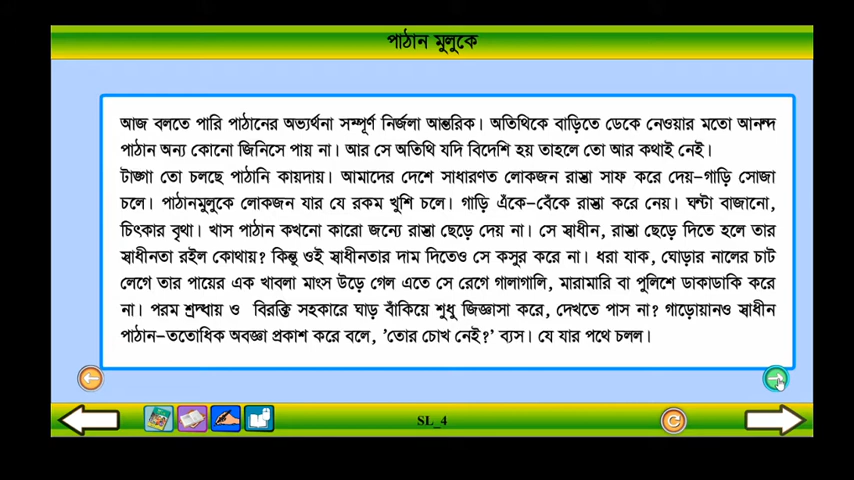 পাঠান মুলুকে
আজ বলতে পারি পাঠানের অভ্যর্থনা সম্পূর্ণ নির্জলা আন্তরিক। অতিথিকে বাড়িতে ডেকে নেওয়ার মতো আনন্দ
পাঠান অন্য কোনো জিনিসে পায় না। আর সে অতিথি যদি বিদেশি হয় তাহলে তো আর কথাই নেই।
টাঙ্গা তো চলছে পাঠানি কায়দায়। আমাদের দেশে সাধারণত লোকজন রাস্তা সাফ করে দেয়–গাড়ি সোজা
চলে। পাঠানমুলুকে লোকজন যার যে রকম খুশি চলে। গাড়ি এঁকে–বেঁকে রাস্তা করে নেয়। ঘন্টা বাজানো,
চিৎকার বৃথা। খাস পাঠান কখনো কারো জন্যে রাস্তা ছেড়ে দেয় না। সে স্বাধীন, রাস্তা ছেড়ে দিতে হলে তার
স্বাধীনতা রইল কোথায়? কিন্তু ওই স্বাধীনতার দাম দিতেও সে কসুর করে না। ধরা যাক, ঘোড়ার নালের চাট
লেগে তার পায়ের এক খাবলা মাংস উড়ে গেল এতে সে রেগে গালাগালি, মারামারি বা পুলিশে ডাকাডাকি করে
না। পরম শ্রদ্ধায় ও বিরক্তি সহকারে ঘাড় বাঁকিয়ে শুধু জিজ্ঞাসা করে, দেখতে পাস না? গাড়োয়ানও স্বাধীন
পাঠান–ততোধিক অবজ্ঞা প্রকাশ করে বলে, ’তোর চোখ নেই?’ ব্যস। যে যার পথে চলল।
SL_4